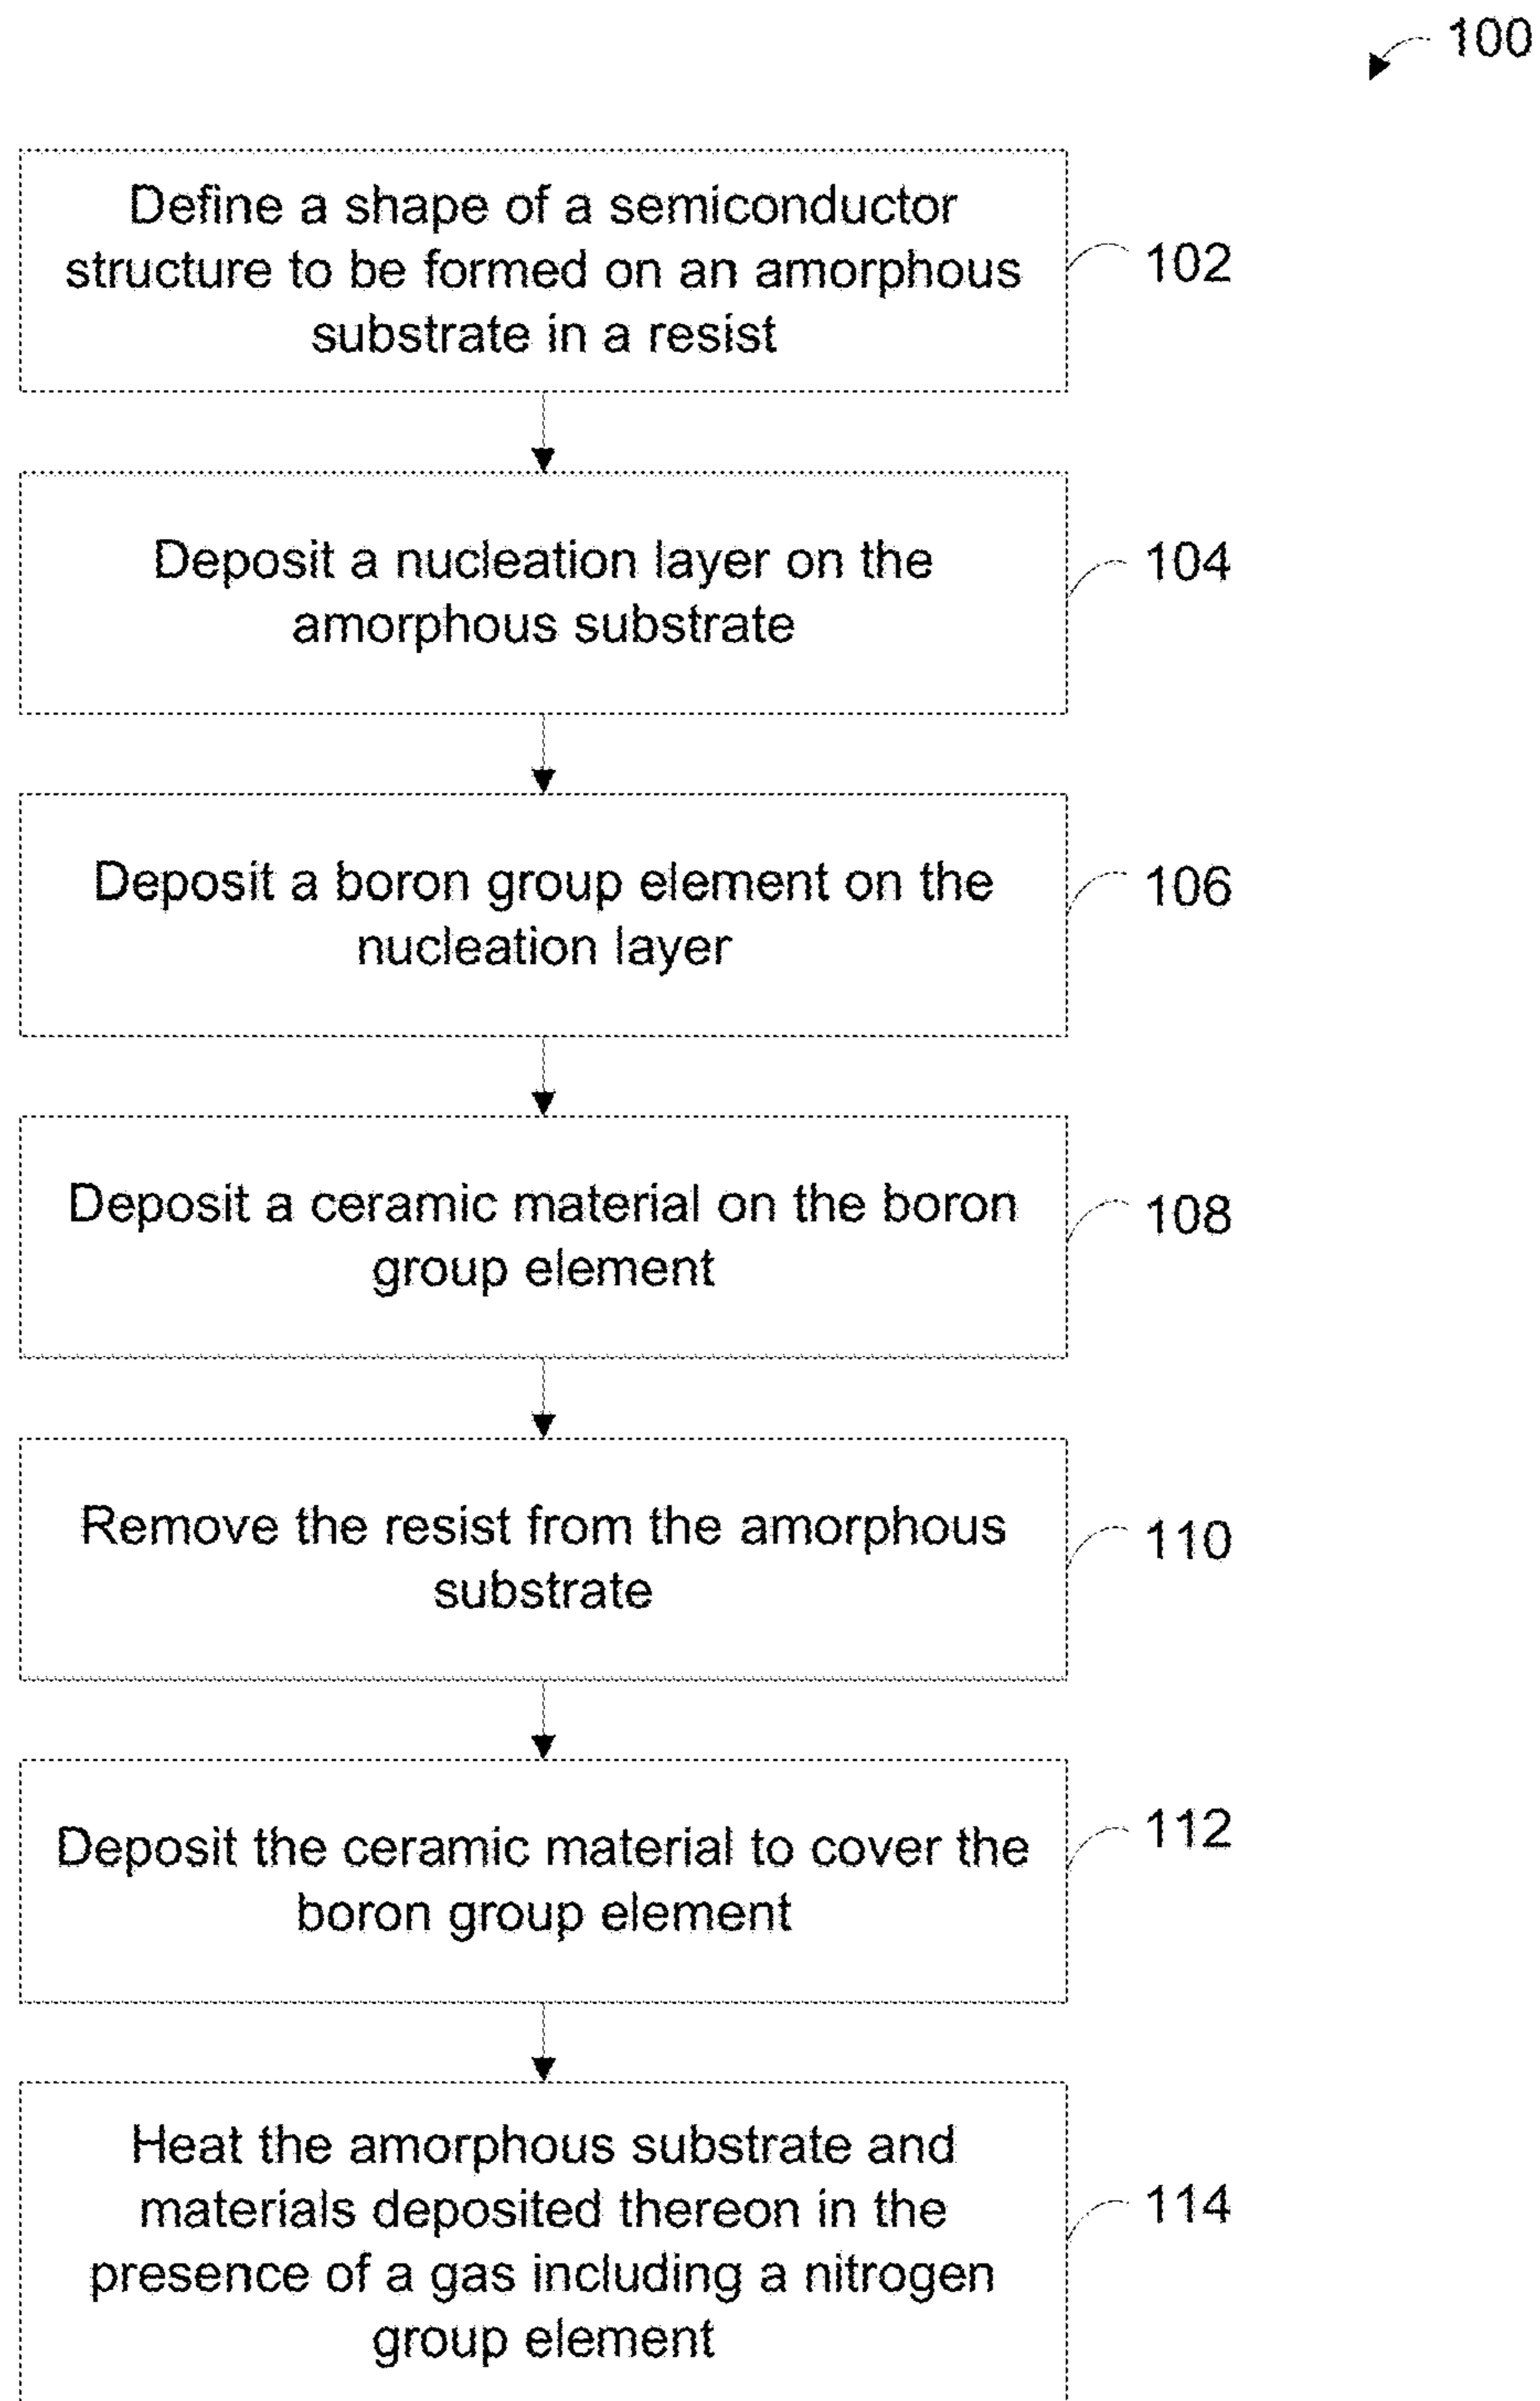 100
Define a shape of a semiconductor
structure to be formed on an amorphous
substrate in a resist
102
Deposit a nucleation layer on the
amorphous substrate
104
Deposit a boron group element on the
nucleation layer
106
Deposit a ceramic material on the boron
group element
108
Remove the resist from the amorphous
substrate
110
Deposit the ceramic material to cover the
boron group element
112
Heat the amorphous substrate and
materials deposited thereon in the
presence of a gas including a nitrogen
group element
114